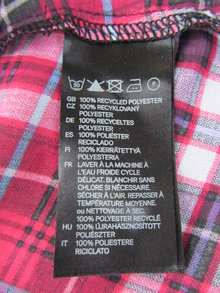 30
GB 100% RECYCLED POLYESTER
CZ 100% RECYKLOVANÝ
POLYESTER
DE 100% RECYCELTES
POLYESTER
ES 100% POLIÉSTER
RECICLADO
FI 100% KIERRÄTETTYÄ
POLYESTERIA
FR LAVER À LA MACHINE À
L'EAU FROIDE CYCLE
DÉLICAT. BLANCHIR SANS
CHLORE SI NÉCESSAIRE.
SÉCHER À L'AIR, REPASSER À
TEMPÉRATURE MOYENNE.
ou NETTOYAGE A SEC.
100% POLYESTER RECYCLÉ
HU 100% ÚJRAHASZNOSÍTOTT
POLIÉSZTER
IT 100% POLIESTERE
RICICLATO